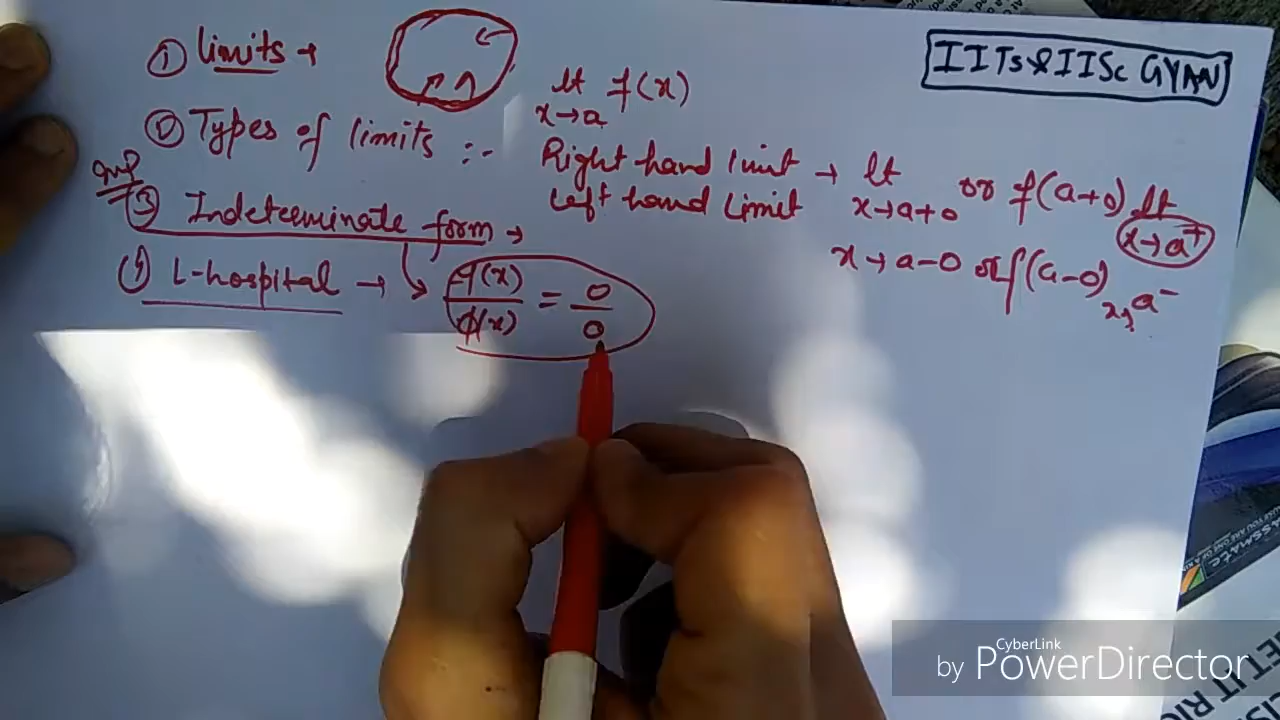 ① limits →
IITs & IISc GYAN
lt f(x)
x→a
② Types of limits :- Right hand limit → lt
x→a+0 or f(a+0) lt
x→a⁺
Left hand Limit
x→a-0 or f(a-0)
x→a⁻
Imp
③ Indeterminate form →
L-hospital → f(x)/ϕ(x) = 0/0
CyberLink
by PowerDirector